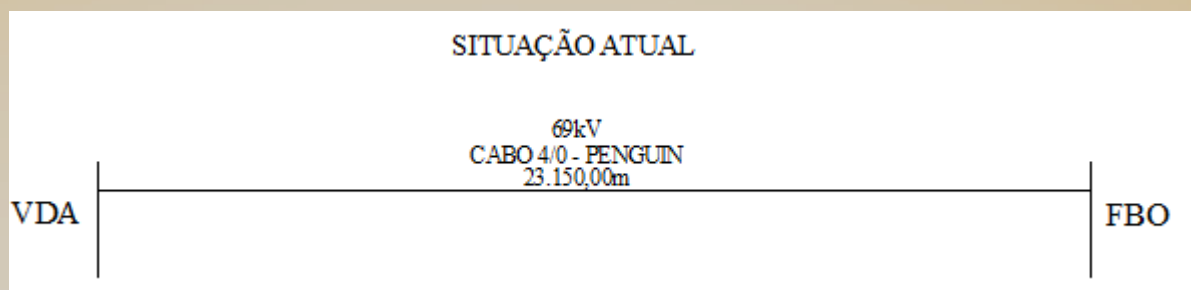 SITUAÇÃO ATUAL
69kV
CABO 4/0 - PENGUIN
23.150,00m
VDA
FBO